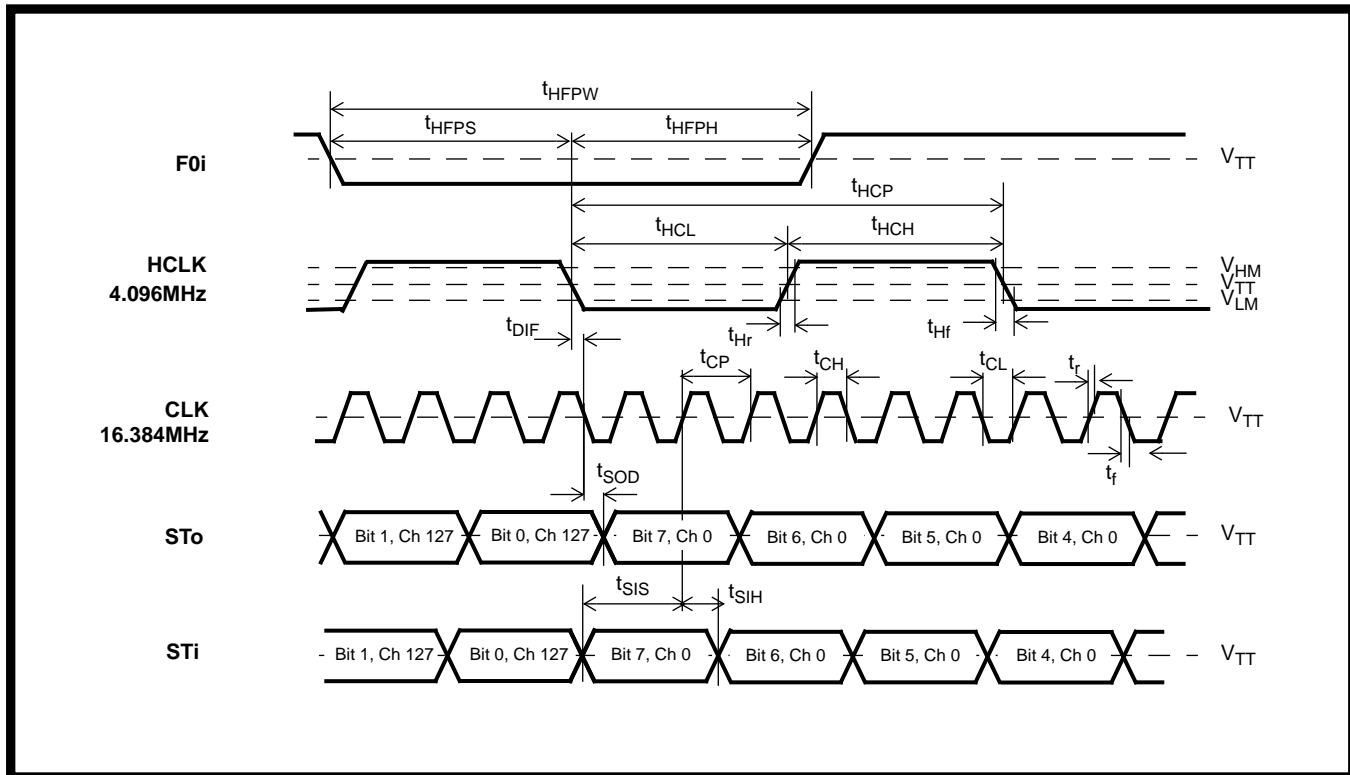 tHFPW
tHFPS
tHFPH
F0i
VTT
tHCP
tHCL
tHCH
HCLK
4.096MHz
VHM
VTT
VLM
tDIF
tHr
tHf
tCP
tCH
tCL
tr
CLK
16.384MHz
VTT
tf
tSOD
STo
Bit 1, Ch 127
Bit 0, Ch 127
Bit 7, Ch 0
Bit 6, Ch 0
Bit 5, Ch 0
Bit 4, Ch 0
VTT
tSIS
tSIH
STi
Bit 1, Ch 127
Bit 0, Ch 127
Bit 7, Ch 0
Bit 6, Ch 0
Bit 5, Ch 0
Bit 4, Ch 0
VTT